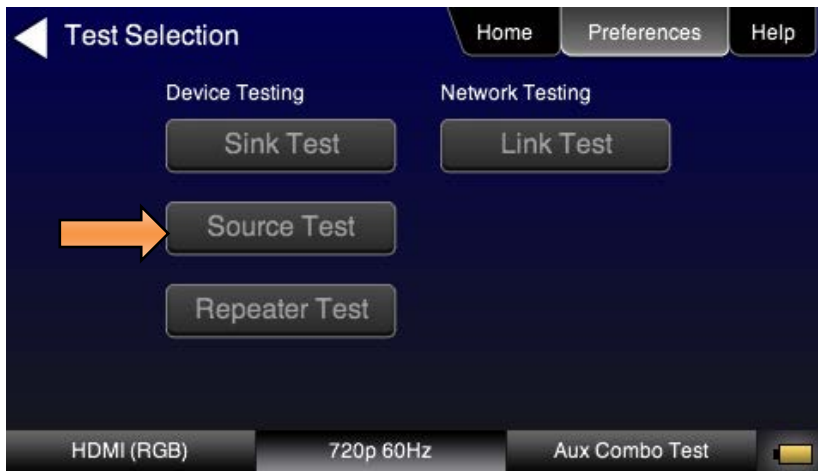 Test Selection
Home
Preferences
Help
Device Testing
Network Testing
Sink Test
Link Test
Source Test
Repeater Test
HDMI (RGB)
720p 60Hz
Aux Combo Test